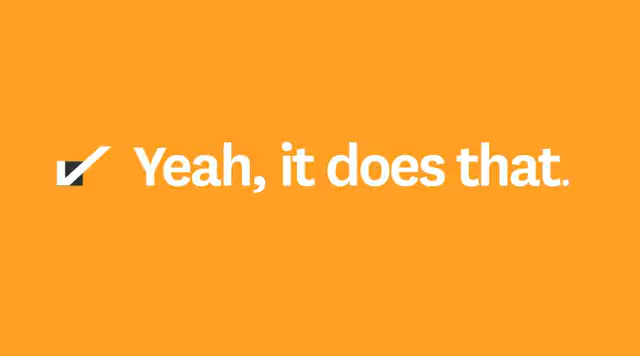 Yeah, it does that.